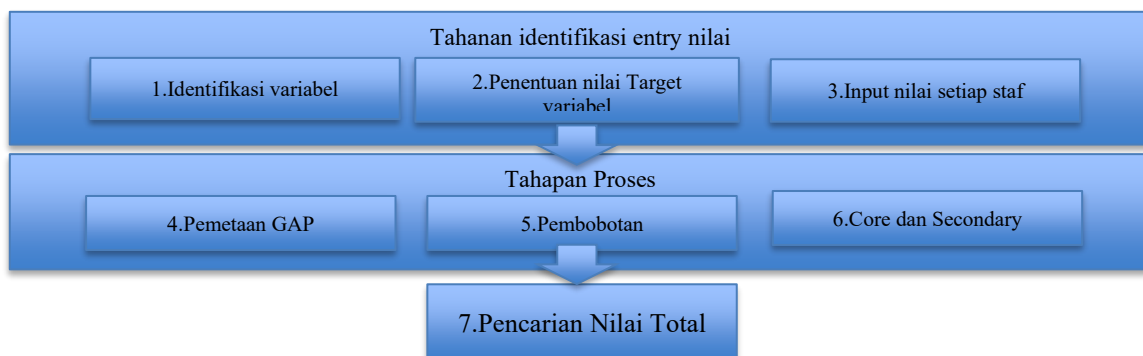 Tahanan identifikasi entry nilai
1.Identifikasi variabel
2.Penentuan nilai Target
variabel
3.Input nilai setiap staf
Tahapan Proses
4.Pemetaan GAP
5.Pembobotan
6.Core dan Secondary
7.Pencarian Nilai Total